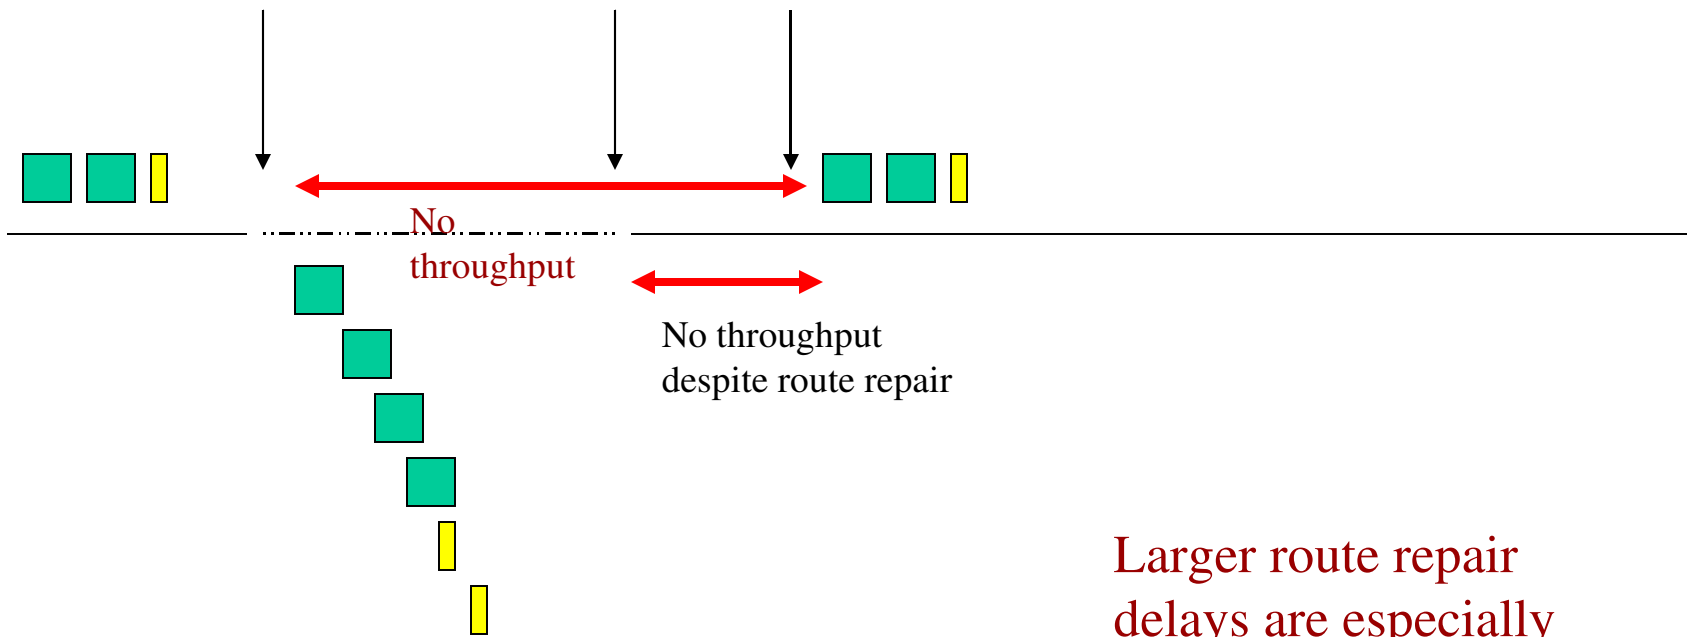 No
throughput
No throughput
despite route repair
Larger route repair
delays are especially